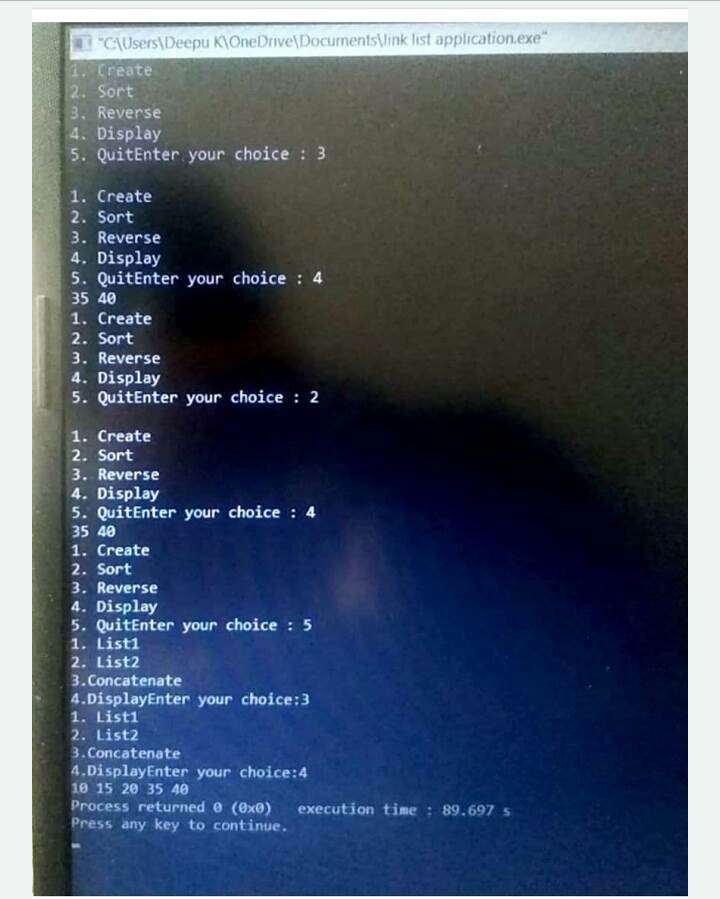 "C:\Users\Deepu K\OneDrive\Documents\link list application.exe"
1. Create
2. Sort
3. Reverse
4. Display
5. QuitEnter your choice : 3
1. Create
2. Sort
3. Reverse
4. Display
5. QuitEnter your choice : 4
35 40
1. Create
2. Sort
3. Reverse
4. Display
5. QuitEnter your choice : 2
1. Create
2. Sort
3. Reverse
4. Display
5. QuitEnter your choice : 4
35 40
1. Create
2. Sort
3. Reverse
4. Display
5. QuitEnter your choice : 5
1. List1
2. List2
3.Concatenate
4.DisplayEnter your choice:3
1. List1
2. List2
3.Concatenate
4.DisplayEnter your choice:4
10 15 20 35 40
Process returned 0 (0x0)   execution time : 89.697 s
Press any key to continue.